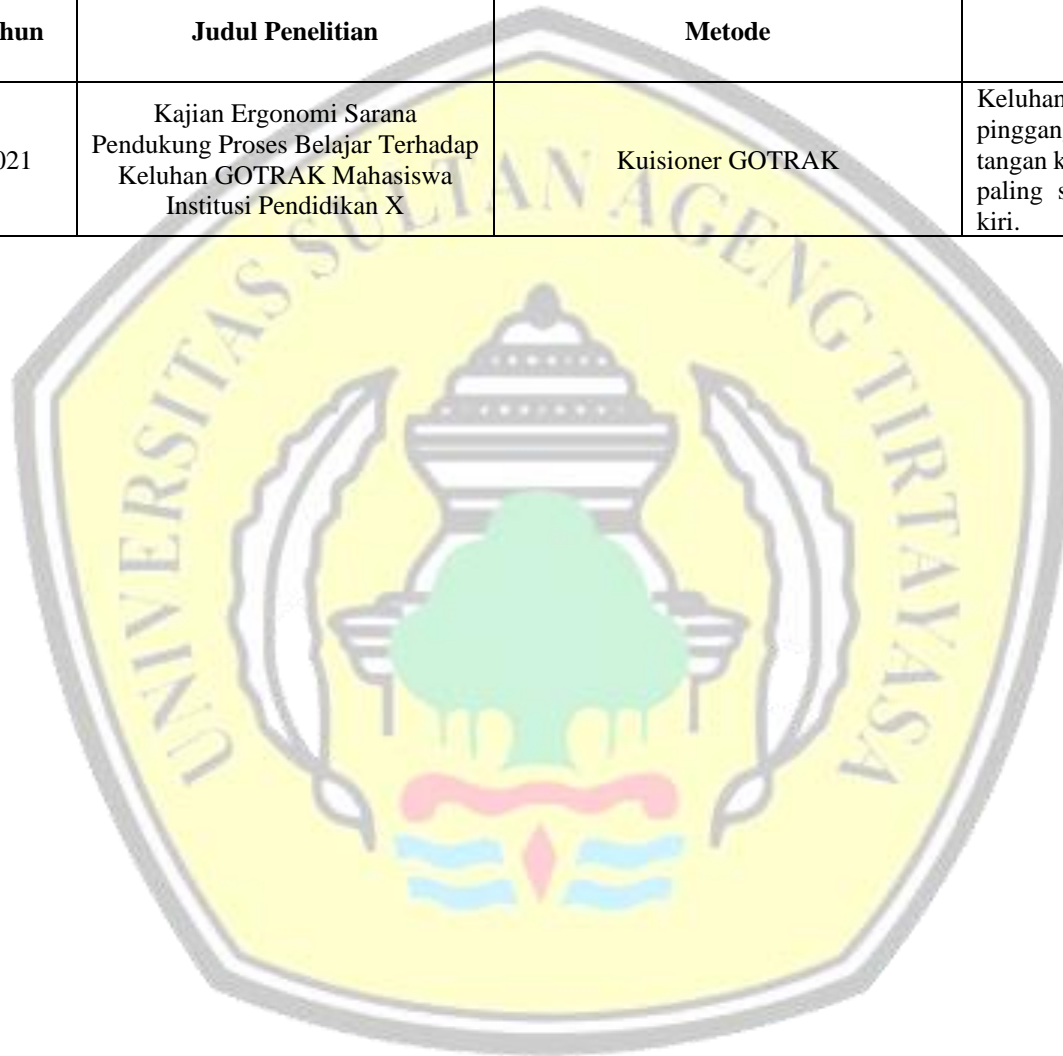 hun Judul Penelitian Metode
021
Kajian Ergonomi Sarana
Pendukung Proses Belajar Terhadap
Keluhan GOTRAK Mahasiswa
Institusi Pendidikan X
Kuisioner GOTRAK
Keluhan
pinggan
tangan k
paling s
kiri.
UNIVERSITAS SULTAN AGENG TIRTAYASA